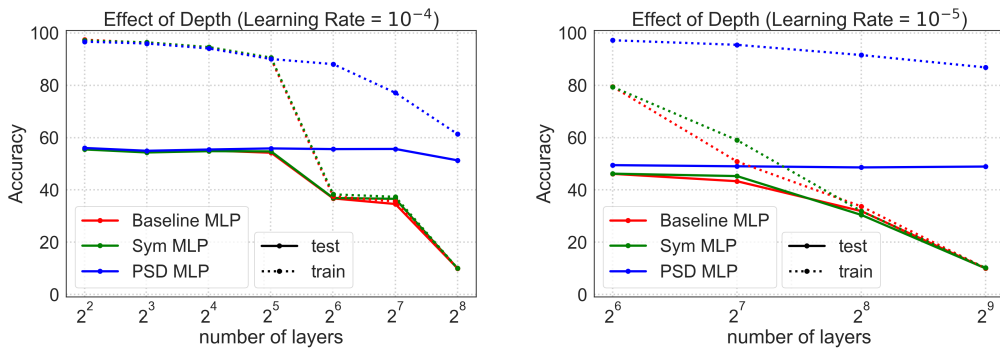 Effect of Depth (Learning Rate = 10⁻⁴)
Accuracy
100
80
60
40
20
0
Baseline MLP
Sym MLP
PSD MLP
test
train
2² 2³ 2⁴ 2⁵ 2⁶ 2⁷ 2⁸
number of layers
Effect of Depth (Learning Rate = 10⁻⁵)
Accuracy
100
80
60
40
20
0
Baseline MLP
Sym MLP
PSD MLP
test
train
2⁶ 2⁷ 2⁸ 2⁹
number of layers